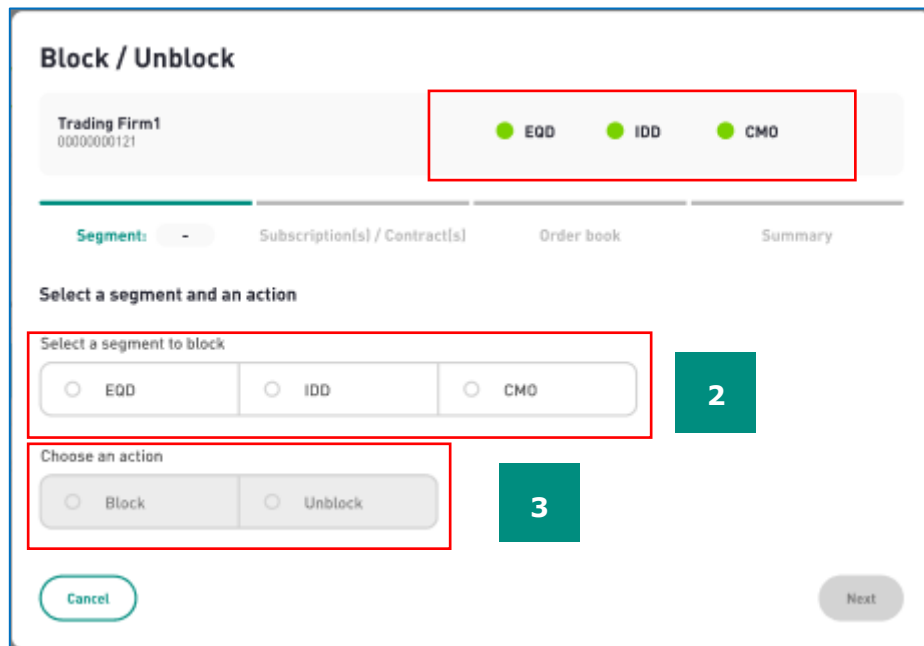 Block / Unblock
Trading Firm1
00000000121
EQD IDD CMO
Segment: - Subscription(s) / Contract(s) Order book Summary
Select a segment and an action
Select a segment to block
EQD IDD CMO
2
Choose an action
Block Unblock
3
Cancel Next